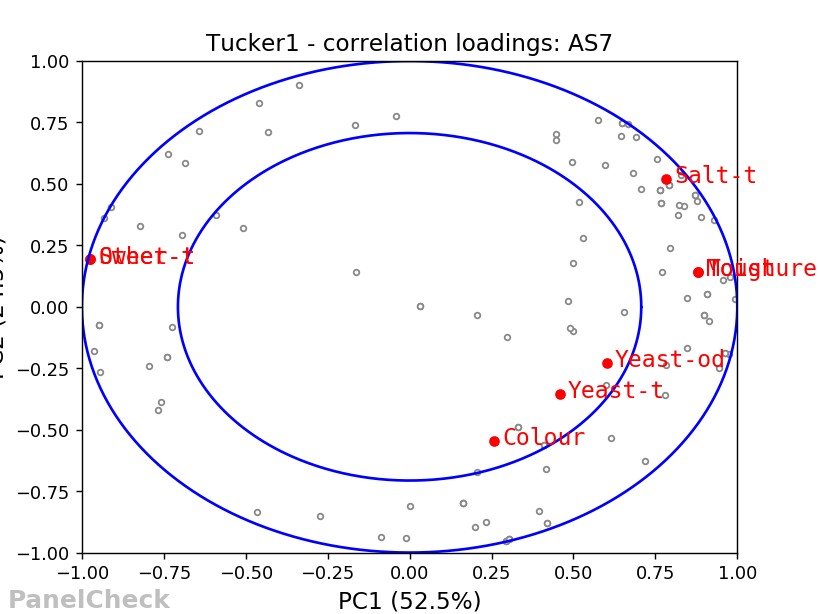 Tucker1 - correlation loadings: AS7
1.00
0.75
Salt-t
0.50
0.25
0.00
Yeast-od
−0.25
Yeast-t
−0.50
Colour
−0.75
−1.00
−1.00 −0.75 −0.50 −0.25 0.00 0.25 0.50 0.75 1.00
PC1 (52.5%)
PanelCheck